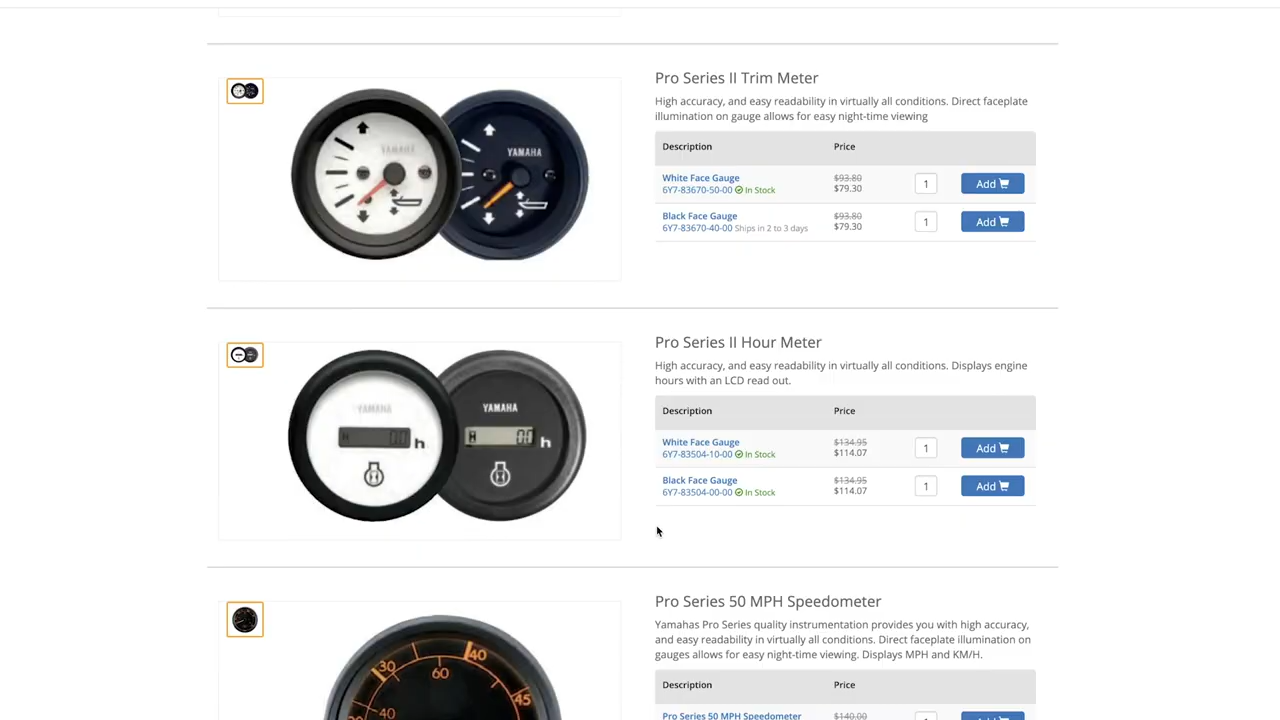 Pro Series II Trim Meter
High accuracy, and easy readability in virtually all conditions. Direct faceplate
illumination on gauge allows for easy night-time viewing
Description Price
White Face Gauge $93.80
6Y7-83670-50-00 In Stock $79.30 1 Add
Black Face Gauge $93.80
6Y7-83670-40-00 Ships in 2 to 3 days $79.30 1 Add
YAMAHA YAMAHA
Pro Series II Hour Meter
High accuracy, and easy readability in virtually all conditions. Displays engine
hours with an LCD read out.
Description Price
White Face Gauge $134.95
6Y7-83504-10-00 In Stock $114.07 1 Add
Black Face Gauge $134.95
6Y7-83504-00-00 In Stock $114.07 1 Add
YAMAHA YAMAHA
H 0.0 h H 0.0 h
Pro Series 50 MPH Speedometer
Yamahas Pro Series quality instrumentation provides you with high accuracy,
and easy readability in virtually all conditions. Direct faceplate illumination on
gauges allows for easy night-time viewing. Displays MPH and KM/H.
Description Price
Pro Series 50 MPH Speedometer $140.00
30 40
60
45
40